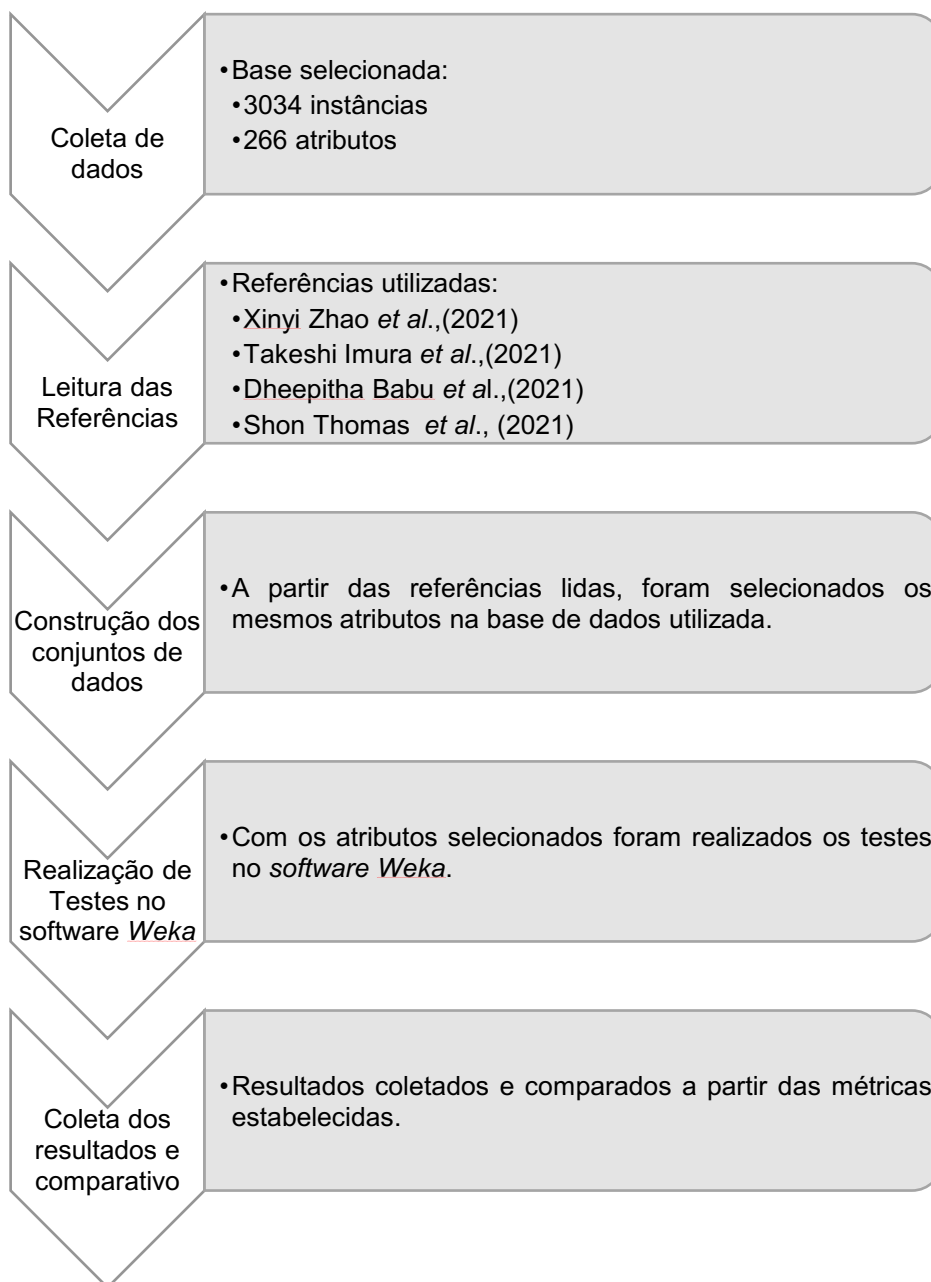 Coleta de
dados
•Base selecionada:
•3034 instâncias
•266 atributos
Leitura das
Referências
•Referências utilizadas:
•Xinyi Zhao et al.,(2021)
•Takeshi Imura et al.,(2021)
•Dheepitha Babu et al.,(2021)
•Shon Thomas et al., (2021)
Construção dos
conjuntos de
dados
•A partir das referências lidas, foram selecionados os
mesmos atributos na base de dados utilizada.
Realização de
Testes no
software Weka
•Com os atributos selecionados foram realizados os testes
no software Weka.
Coleta dos
resultados e
comparativo
•Resultados coletados e comparados a partir das métricas
estabelecidas.